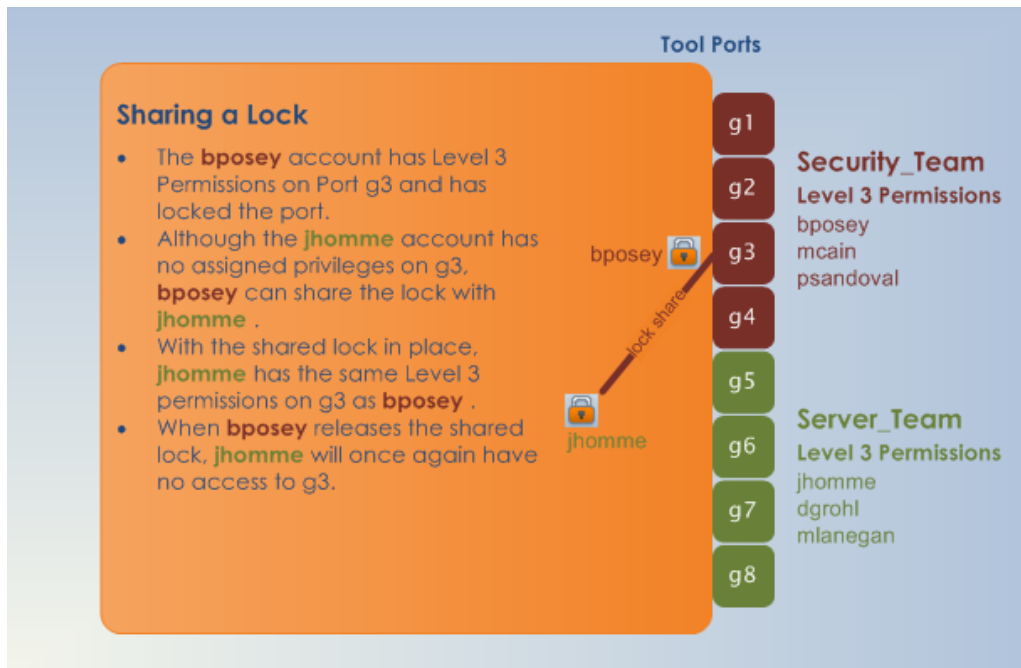 Tool Ports
Sharing a Lock
• The bposey account has Level 3
Permissions on Port g3 and has
locked the port.
• Although the jhomme account has
no assigned privileges on g3,
bposey can share the lock with
jhomme .
• With the shared lock in place,
jhomme has the same Level 3
permissions on g3 as bposey .
• When bposey releases the shared
lock, jhomme will once again have
no access to g3.
bposey
lock share
jhomme
g1
g2
g3
g4
g5
g6
g7
g8
Security_Team
Level 3 Permissions
bposey
mcain
psandoval
Server_Team
Level 3 Permissions
jhomme
dgrohl
mlanegan